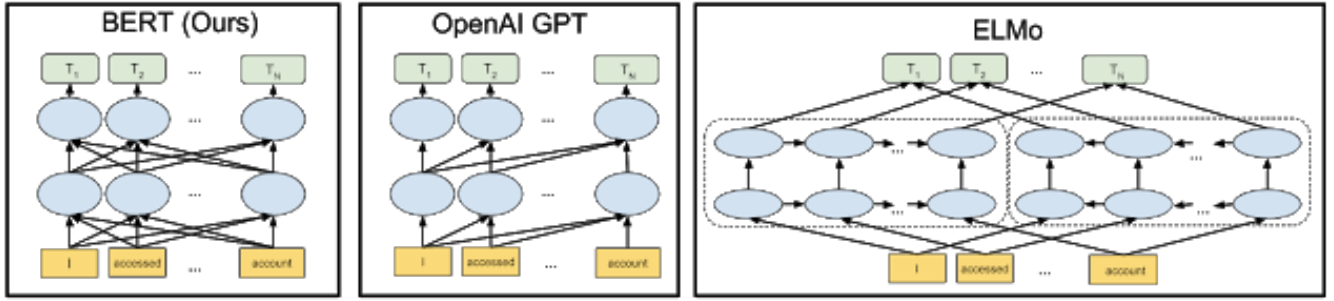 BERT (Ours)
T1 T2 ... TN
...
...
I accessed ... account
OpenAI GPT
T1 T2 ... TN
...
...
I accessed ... account
ELMo
T1 T2 ... TN
... ...
... ...
I accessed ... account